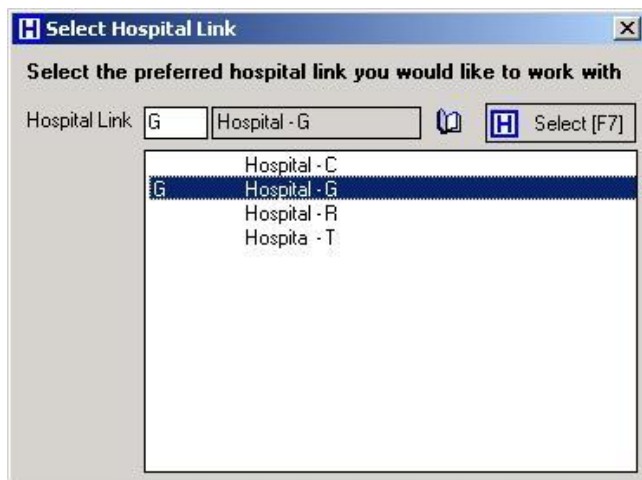 H Select Hospital Link
Select the preferred hospital link you would like to work with
Hospital Link G Hospital - G H Select [F7]
Hospital - C
G Hospital - G
Hospital - R
Hospita - T